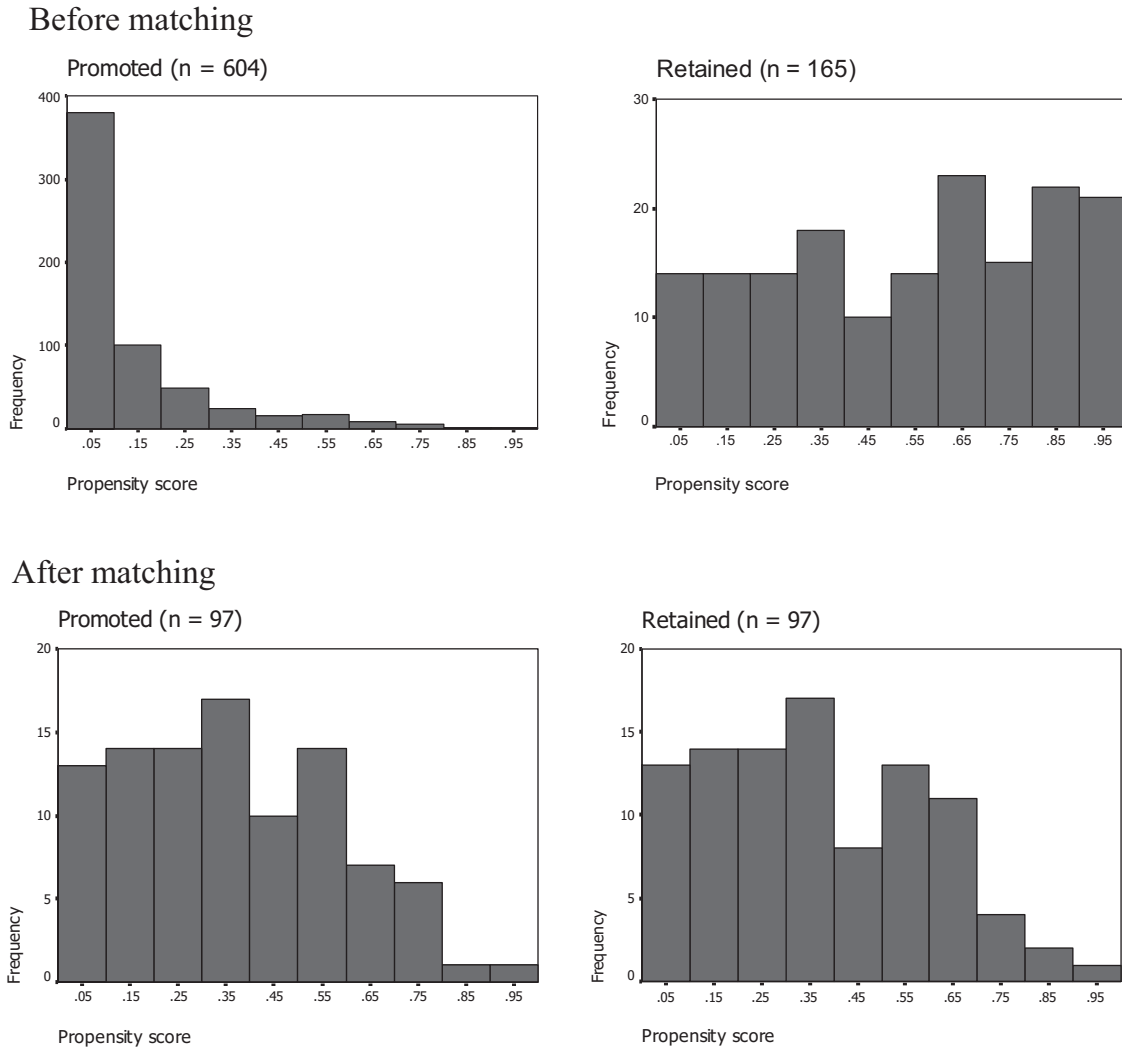 Before matching
Promoted (n = 604)
400
300
200
100
0
Frequency
.05 .15 .25 .35 .45 .55 .65 .75 .85 .95
Propensity score
Retained (n = 165)
30
20
10
0
Frequency
.05 .15 .25 .35 .45 .55 .65 .75 .85 .95
Propensity score
After matching
Promoted (n = 97)
20
15
10
5
0
Frequency
.05 .15 .25 .35 .45 .55 .65 .75 .85 .95
Propensity score
Retained (n = 97)
20
15
10
5
0
Frequency
.05 .15 .25 .35 .45 .55 .65 .75 .85 .95
Propensity score